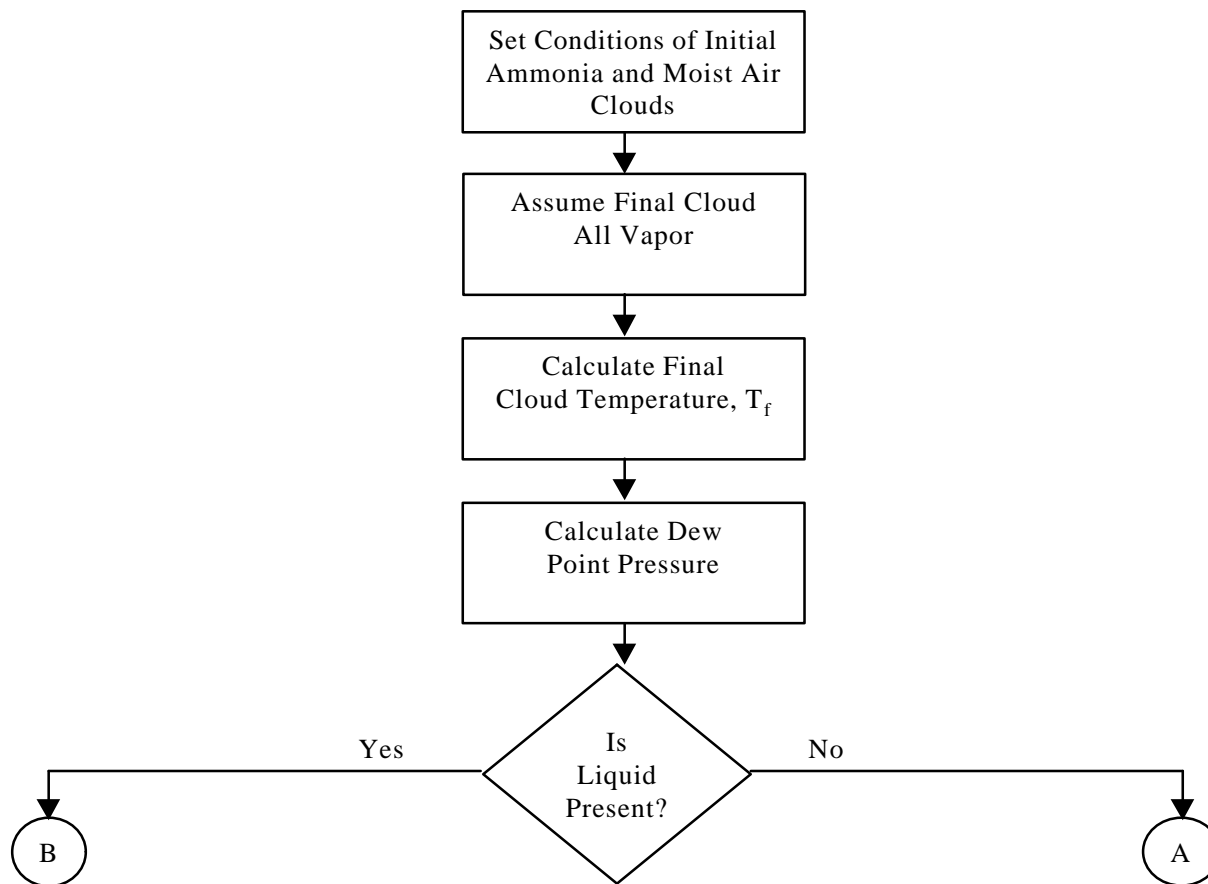 Set Conditions of Initial
Ammonia and Moist Air
Clouds
Assume Final Cloud
All Vapor
Calculate Final
Cloud Temperature, T_f
Calculate Dew
Point Pressure
Yes
Is
Liquid
Present?
No
B
A